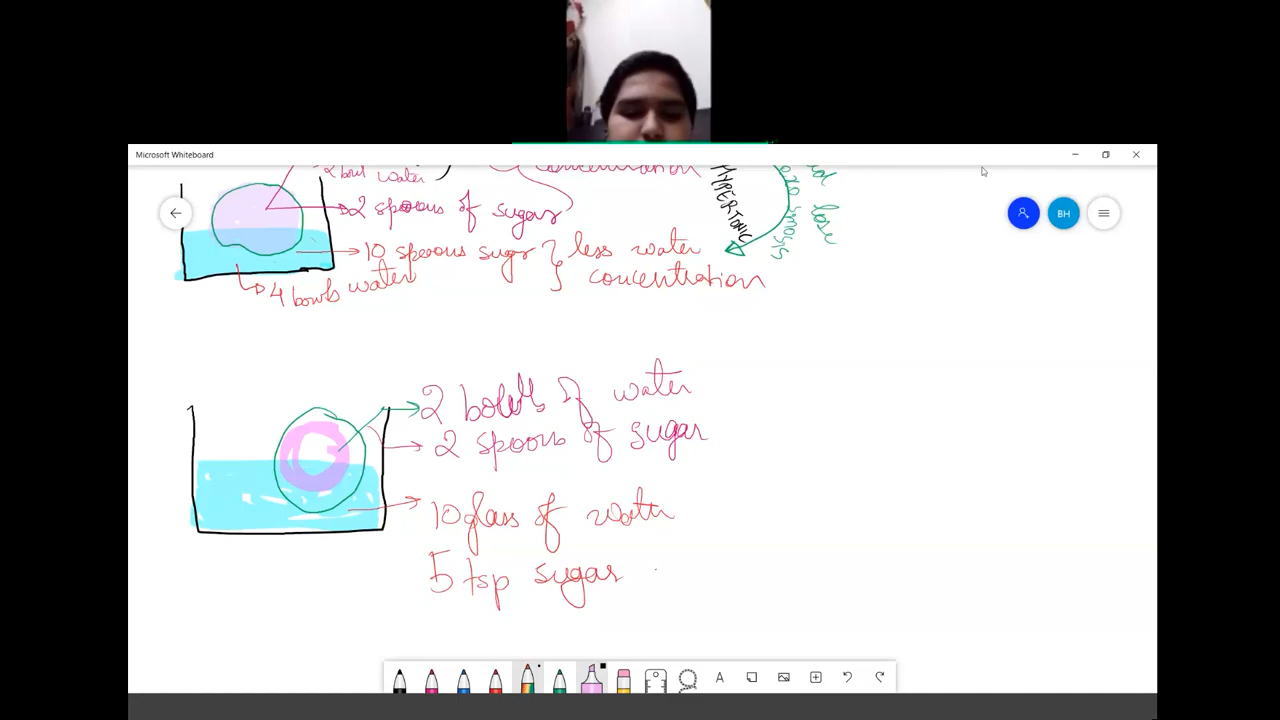 Microsoft Whiteboard
2 bowl water
concentration
2 spoons of sugar
10 spoons sugr } less water
concentration
4 bowls water
HYPERTONIC
BH
2 bowls of water
2 spoons of sugar
10 glass of water
5 tsp sugar
A